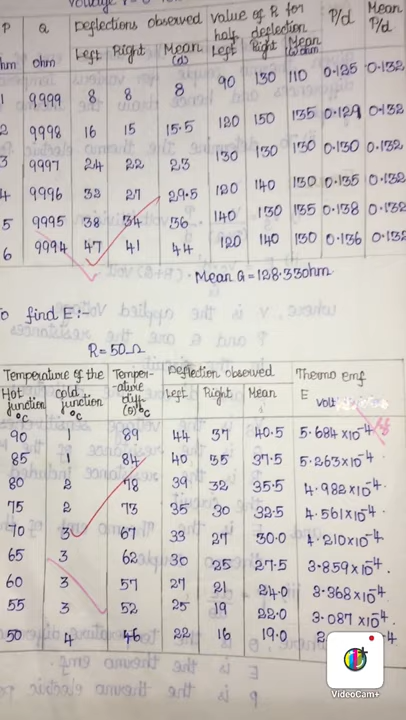 P Q Deflections observed value of R for half deflection P/d Mean P/d
ohm ohm Left Right Mean (d) Left Right Mean
1 9999 8 8 8 90 130 110 0.125 0.132
2 9998 16 15 15.5 120 150 135 0.129 0.132
3 9997 24 22 23 130 130 130 0.130 0.132
4 9996 32 27 29.5 120 140 130 0.135 0.132
5 9995 38 34 36 140 130 135 0.138 0.132
6 9994 47 41 44 120 140 130 0.136 0.132
Mean G = 128.33ohm
To find E:-
R = 50Ω
Temperature of the Temper-ature diff Deflection observed Thermo emf
Hot Junction °C cold junction °C °C Left Right Mean E volt
90 1 89 44 37 40.5 5.684×10⁻⁴
85 1 84 40 35 37.5 5.263×10⁻⁴
80 2 78 39 32 35.5 4.982×10⁻⁴
75 2 73 35 30 32.5 4.561×10⁻⁴
70 3 67 33 27 30.0 4.210×10⁻⁴
65 3 62 30 25 27.5 3.859×10⁻⁴
60 3 57 27 21 24.0 3.368×10⁻⁴
55 3 52 25 19 22.0 3.087×10⁻⁴
50 4 46 22 16 19.0
VideoCam+